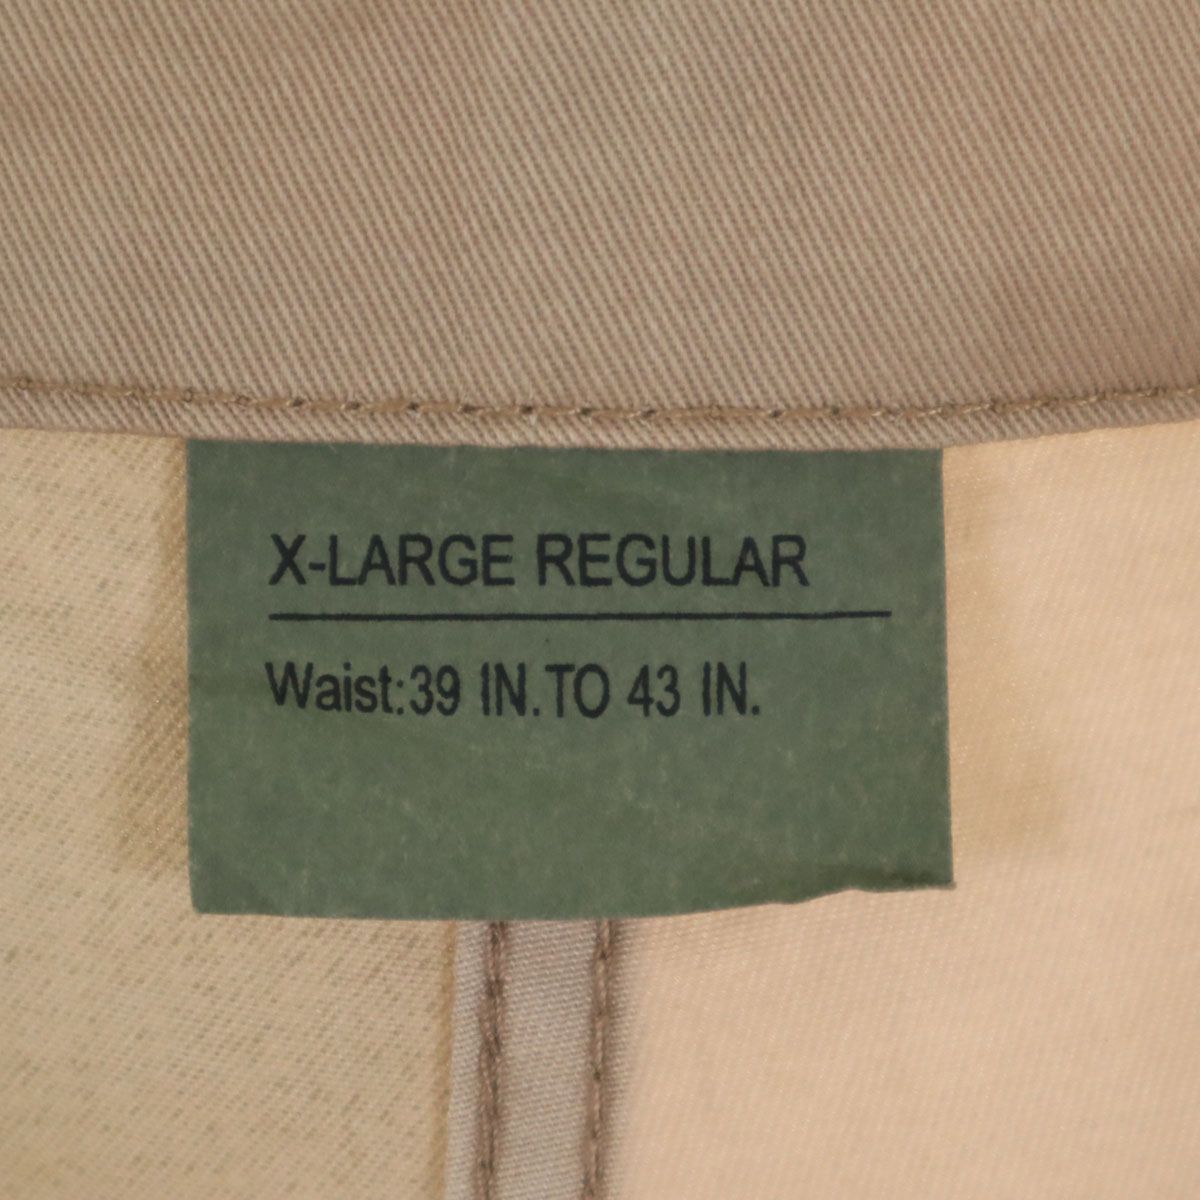 X-LARGE REGULAR
Waist:39 IN.TO 43 IN.